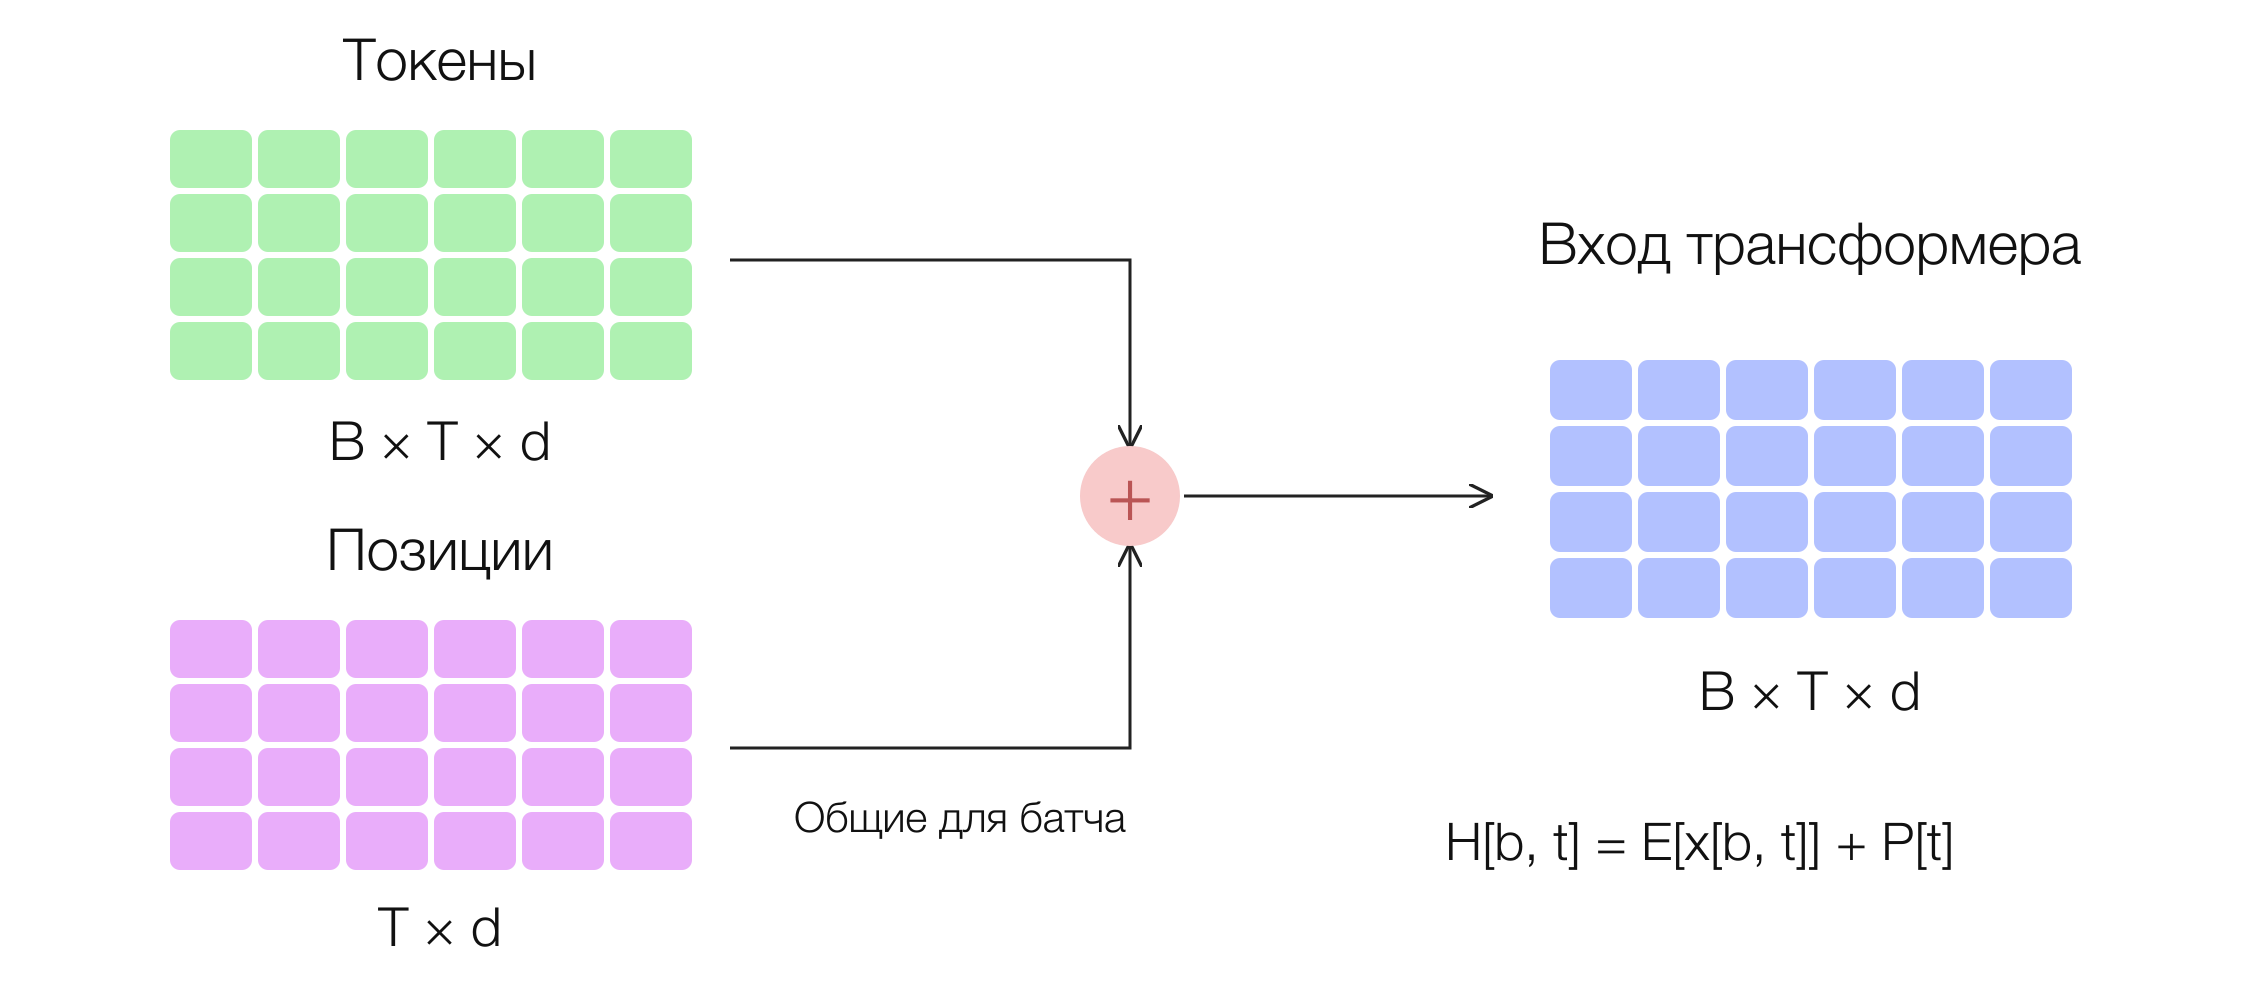 Токены
B × T × d
Позиции
T × d
Общие для батча
+
Вход трансформера
B × T × d
H[b, t] = E[x[b, t]] + P[t]